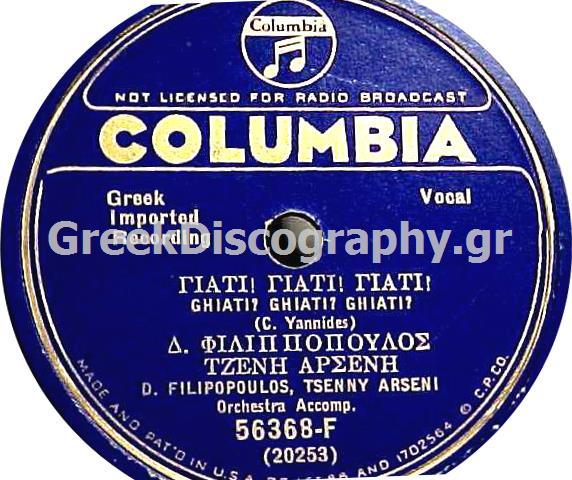 Columbia
NOT LICENSED FOR RADIO BROADCAST
COLUMBIA
Greek
Imported
Recording
Vocal
GreekDiscography.gr
ΓΙΑΤΙ! ΓΙΑΤΙ! ΓΙΑΤΙ!
GHIATI? GHIATI? GHIATI?
(C. Yannides)
Δ. ΦΙΛΙΠΠΟΠΟΥΛΟΣ
ΤΖΕΝΗ ΑΡΣΕΝΗ
D. FILIPOPOULOS, TSENNY ARSENI
Orchestra Accomp.
56368-F
(20253)
MADE AND PAT'D IN U.S.A. AND 1702564 © C.P.CO.